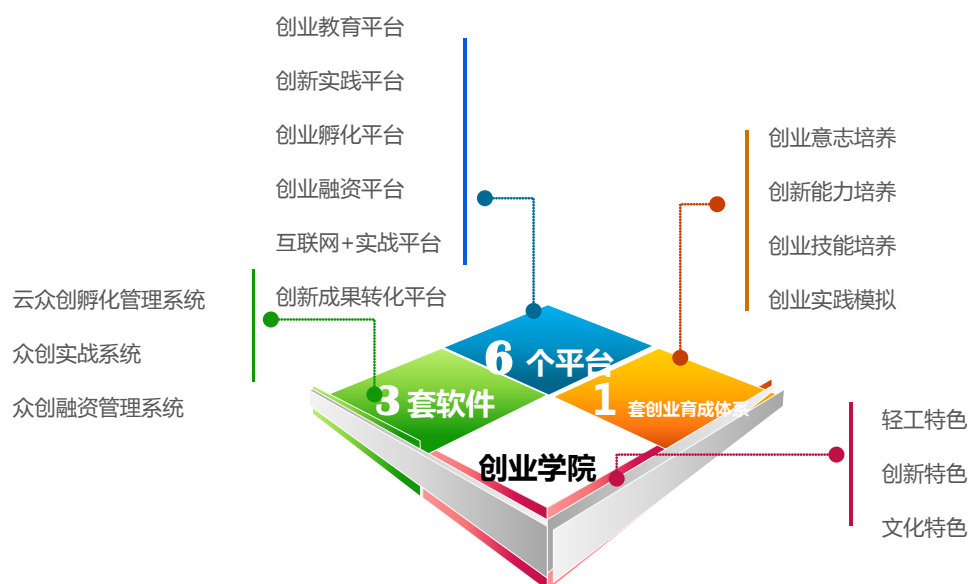 创业教育平台
创新实践平台
创业孵化平台
创业融资平台
互联网+实战平台
创新成果转化平台
创业意志培养
创新能力培养
创业技能培养
创业实践模拟
云众创孵化管理系统
众创实战系统
众创融资管理系统
6 个平台
3 套软件
1 套创业育成体系
创业学院
轻工特色
创新特色
文化特色